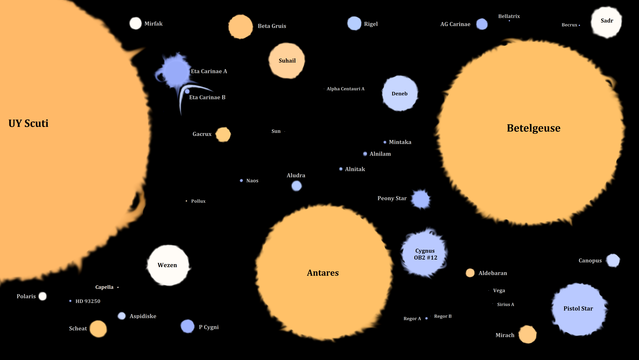 Mirfak
Beta Gruis
Rigel
AG Carinae
Bellatrix
Becrux
Sadr
Suhail
Eta Carinae A
Eta Carinae B
Alpha Centauri A
Deneb
UY Scuti
Betelgeuse
Gacrux
Sun
Mintaka
Alnilam
Alnitak
Naos
Aludra
Pollux
Peony Star
Wezen
Antares
Cygnus
OB2 #12
Canopus
Aldebaran
Capella
Polaris
HD 93250
Vega
Sirius A
Pistol Star
Aspidiske
Regor A
Regor B
Scheat
P Cygni
Mirach